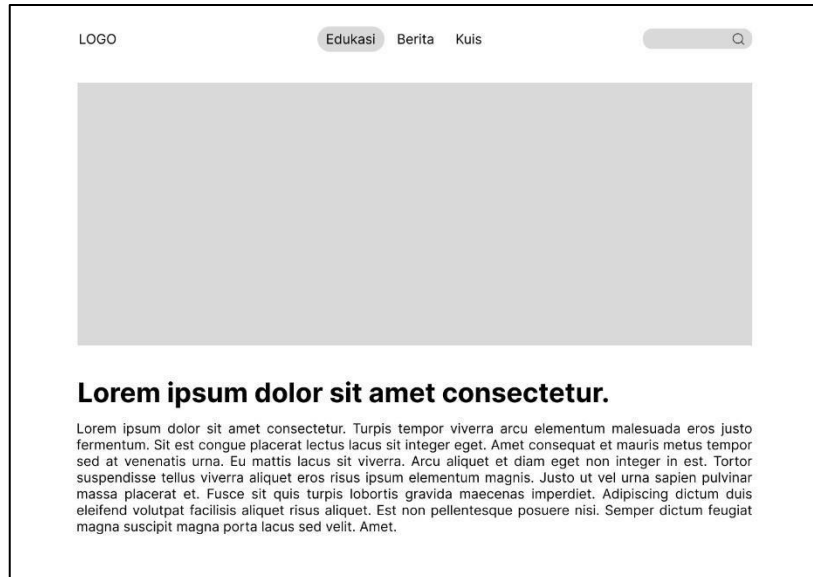 LOGO Edukasi Berita Kuis
Lorem ipsum dolor sit amet consectetur.
Lorem ipsum dolor sit amet consectetur. Turpis tempor viverra arcu elementum malesuada eros justo
fermentum. Sit est congue placerat lectus lacus sit integer eget. Amet consequat et mauris metus tempor
sed at venenatis urna. Eu mattis lacus sit viverra. Arcu aliquet et diam eget non integer in est. Tortor
suspendisse tellus viverra aliquet eros risus ipsum elementum magnis. Justo ut vel urna sapien pulvinar
massa placerat et. Fusce sit quis turpis lobortis gravida maecenas imperdiet. Adipiscing dictum duis
eleifend volutpat facilisis aliquet risus aliquet. Est non pellentesque posuere nisi. Semper dictum feugiat
magna suscipit magna porta lacus sed velit. Amet.